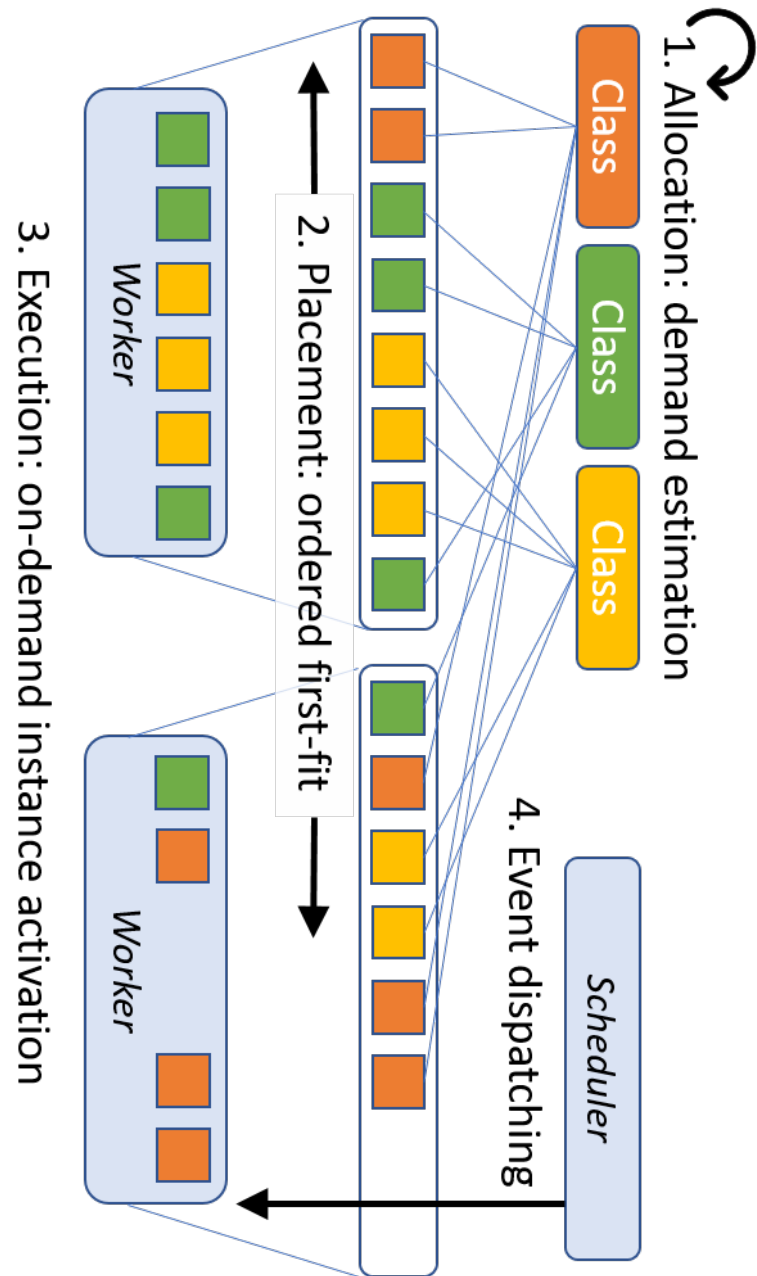 1. Allocation: demand estimation
Class
Class
Class
Scheduler
4. Event dispatching
2. Placement: ordered first-fit
Worker
Worker
3. Execution: on-demand instance activation